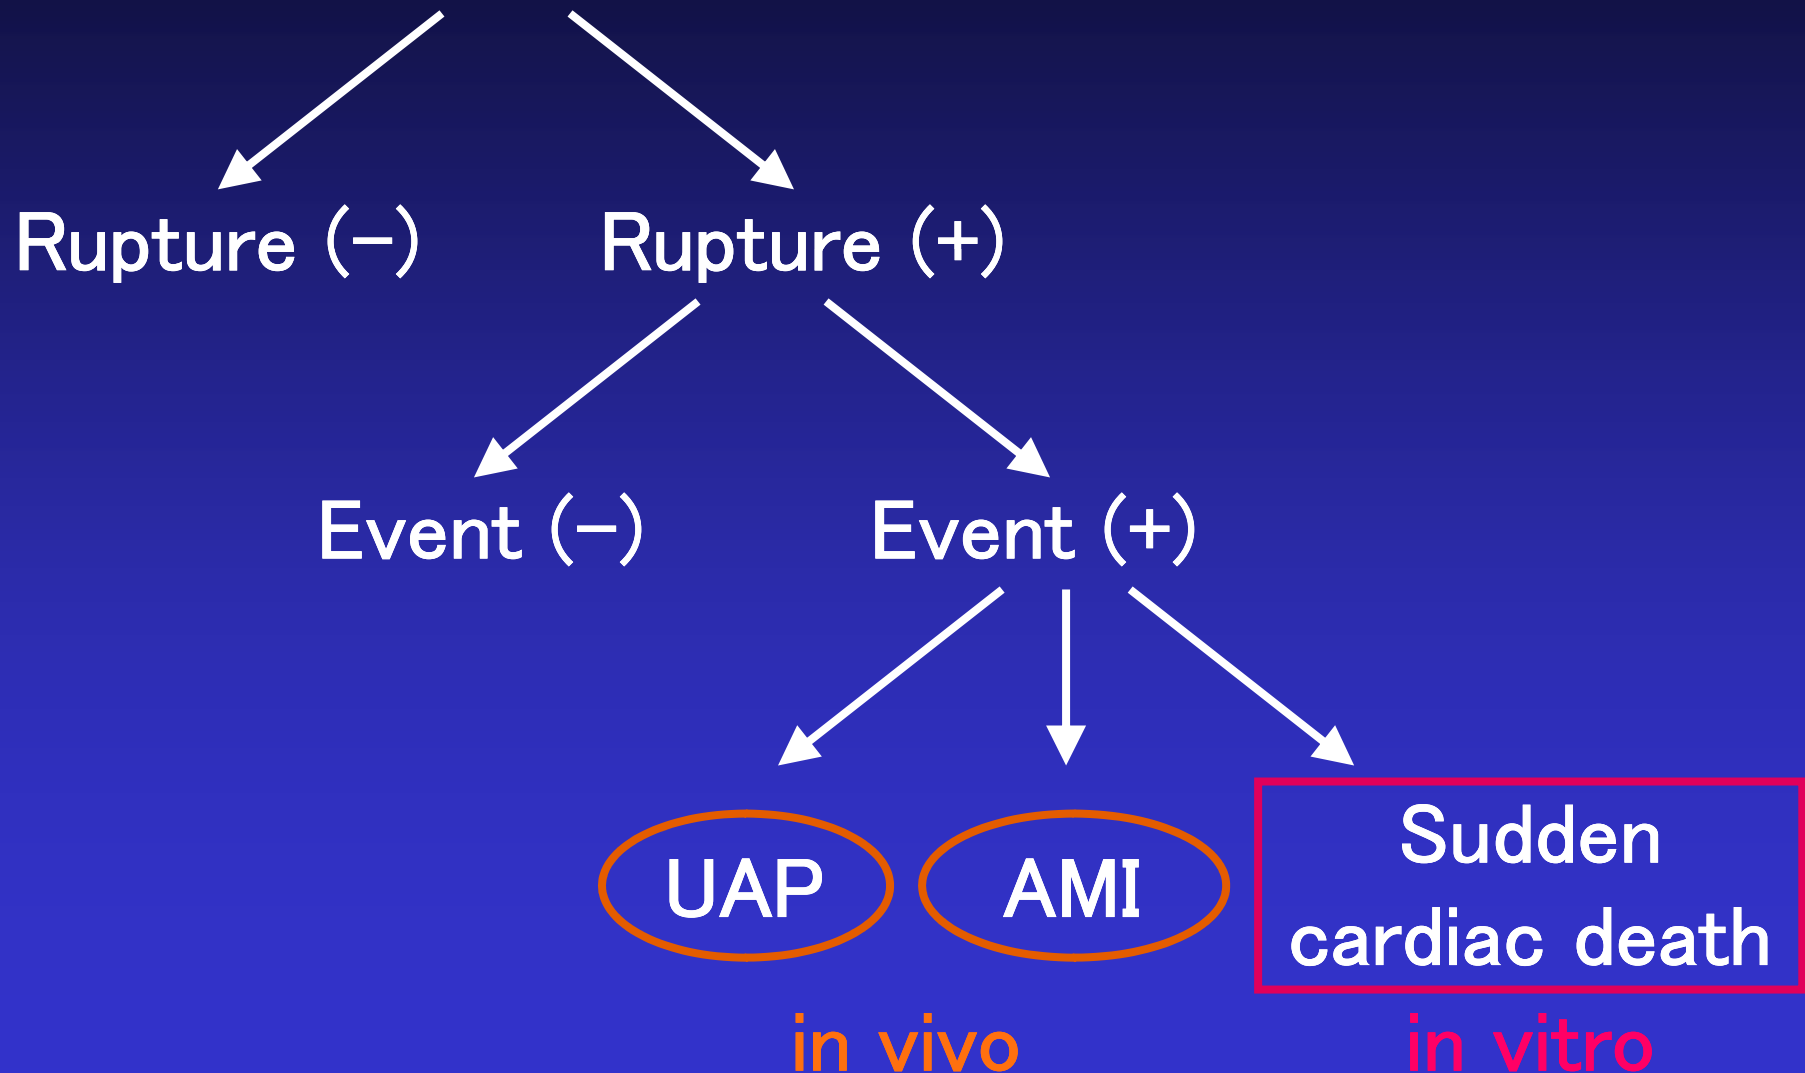 Rupture (-) Rupture (+)
Event (-) Event (+)
UAP AMI Sudden
cardiac death
in vivo in vitro